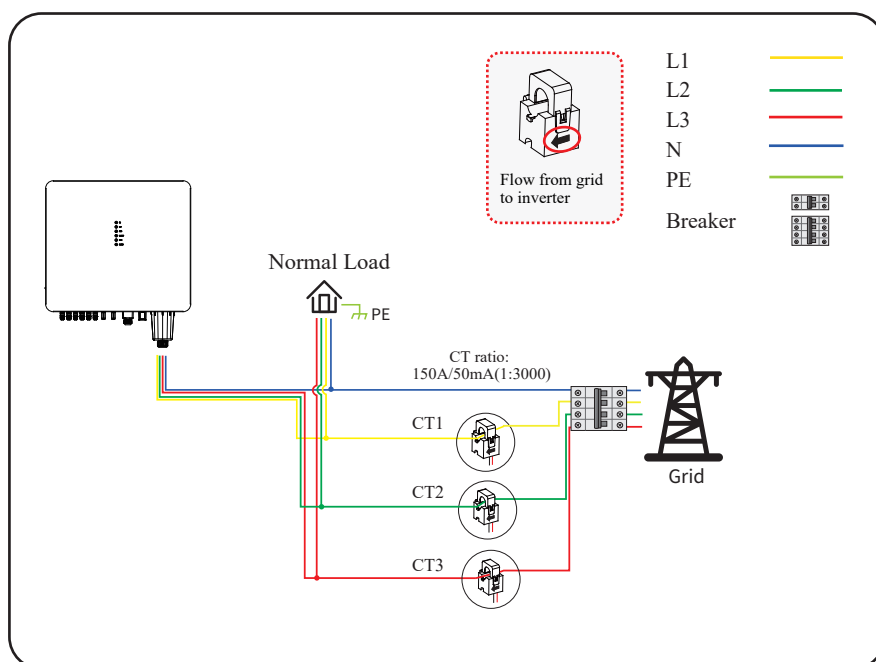 L1
L2
L3
N
PE
Breaker
Flow from grid
to inverter
Normal Load
PE
CT ratio:
150A/50mA(1:3000)
CT1
CT2
CT3
Grid